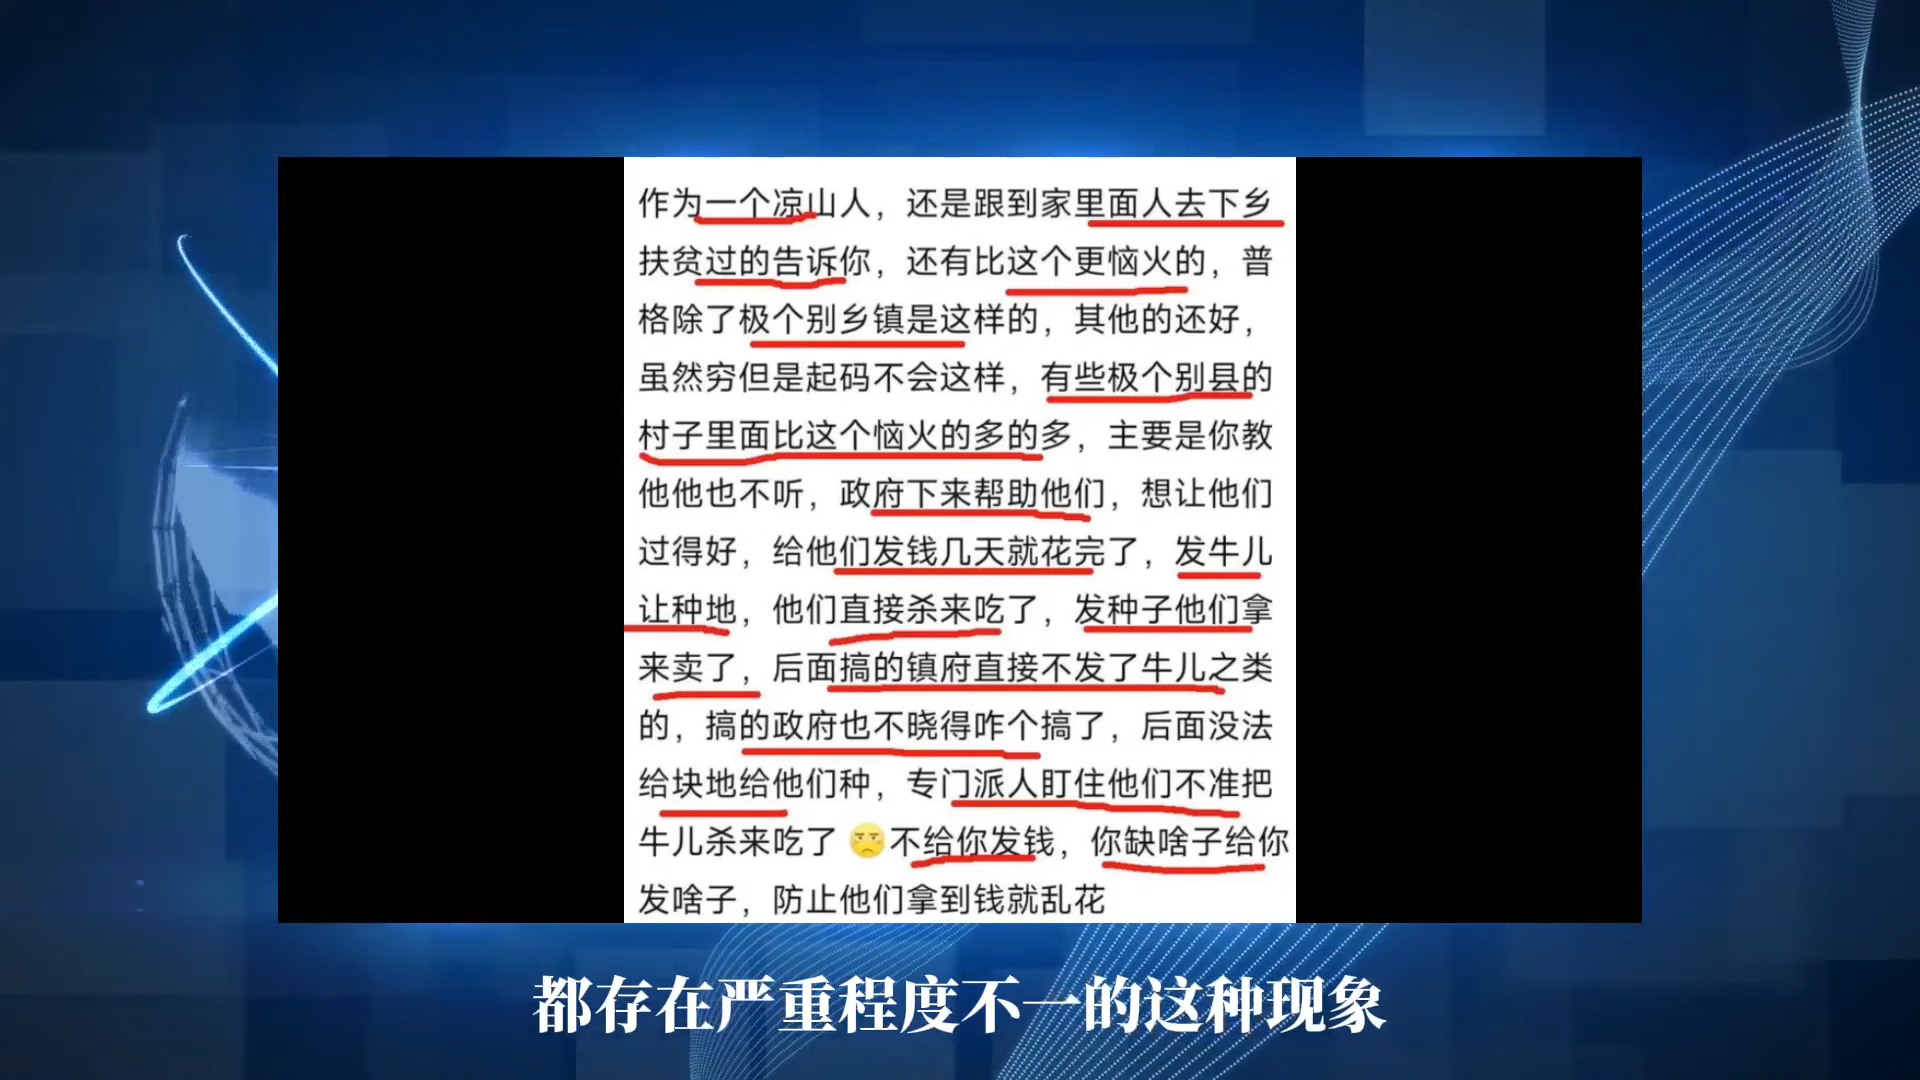 作为一个凉山人，还是跟到家里面人去下乡
扶贫过的告诉你，还有比这个更恼火的，普
格除了极个别乡镇是这样的，其他的还好，
虽然穷但是起码不会这样，有些极个别县的
村子里面比这个恼火的多的多，主要是你教
他他也不听，政府下来帮助他们，想让他们
过得好，给他们发钱几天就花完了，发牛儿
让种地，他们直接杀来吃了，发种子他们拿
来卖了，后面搞的镇府直接不发了牛儿之类
的，搞的政府也不晓得咋个搞了，后面没法
给块地给他们种，专门派人盯住他们不准把
牛儿杀来吃了 😒不给你发钱，你缺啥子给你
发啥子，防止他们拿到钱就乱花
都存在严重程度不一的这种现象